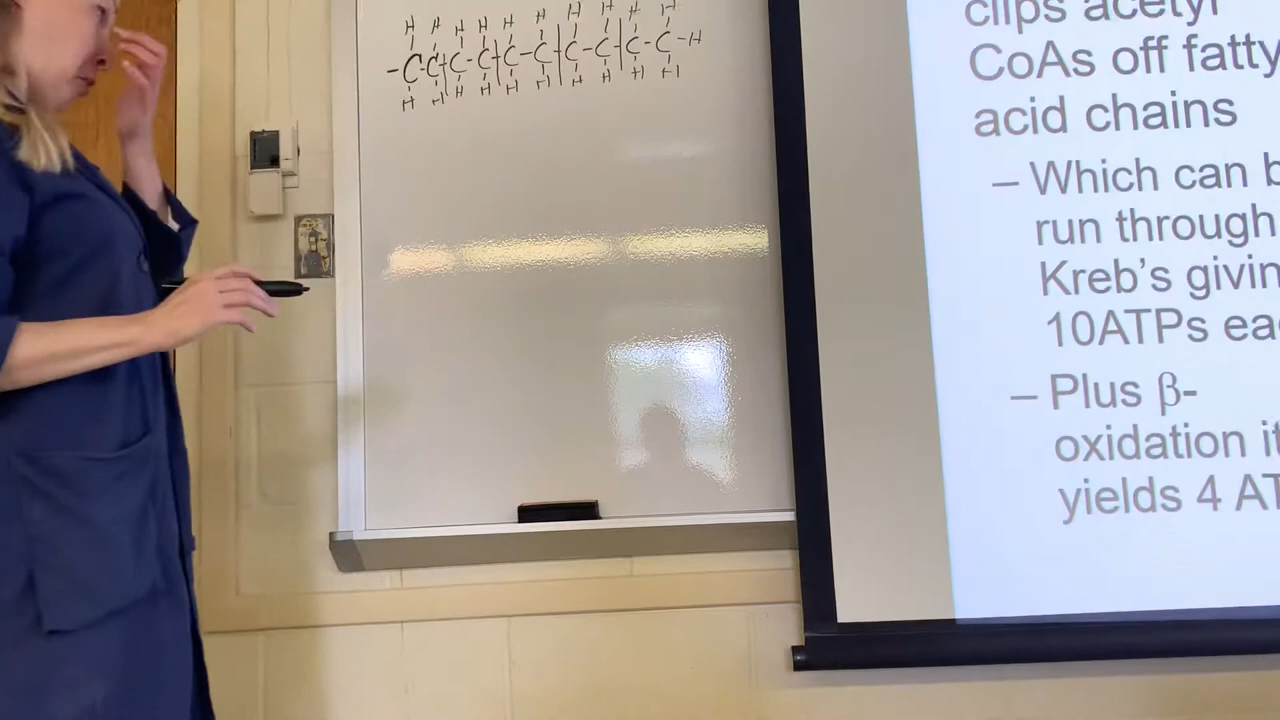 H H H H H H H H H H
-C-C-C-C-C-C-C-C-C-C-H
H H H H H H H H H H
clips acetyl
CoAs off fatty
acid chains
– Which can b
run through
Kreb's givin
10ATPs ea
– Plus β-
oxidation it
yields 4 AT